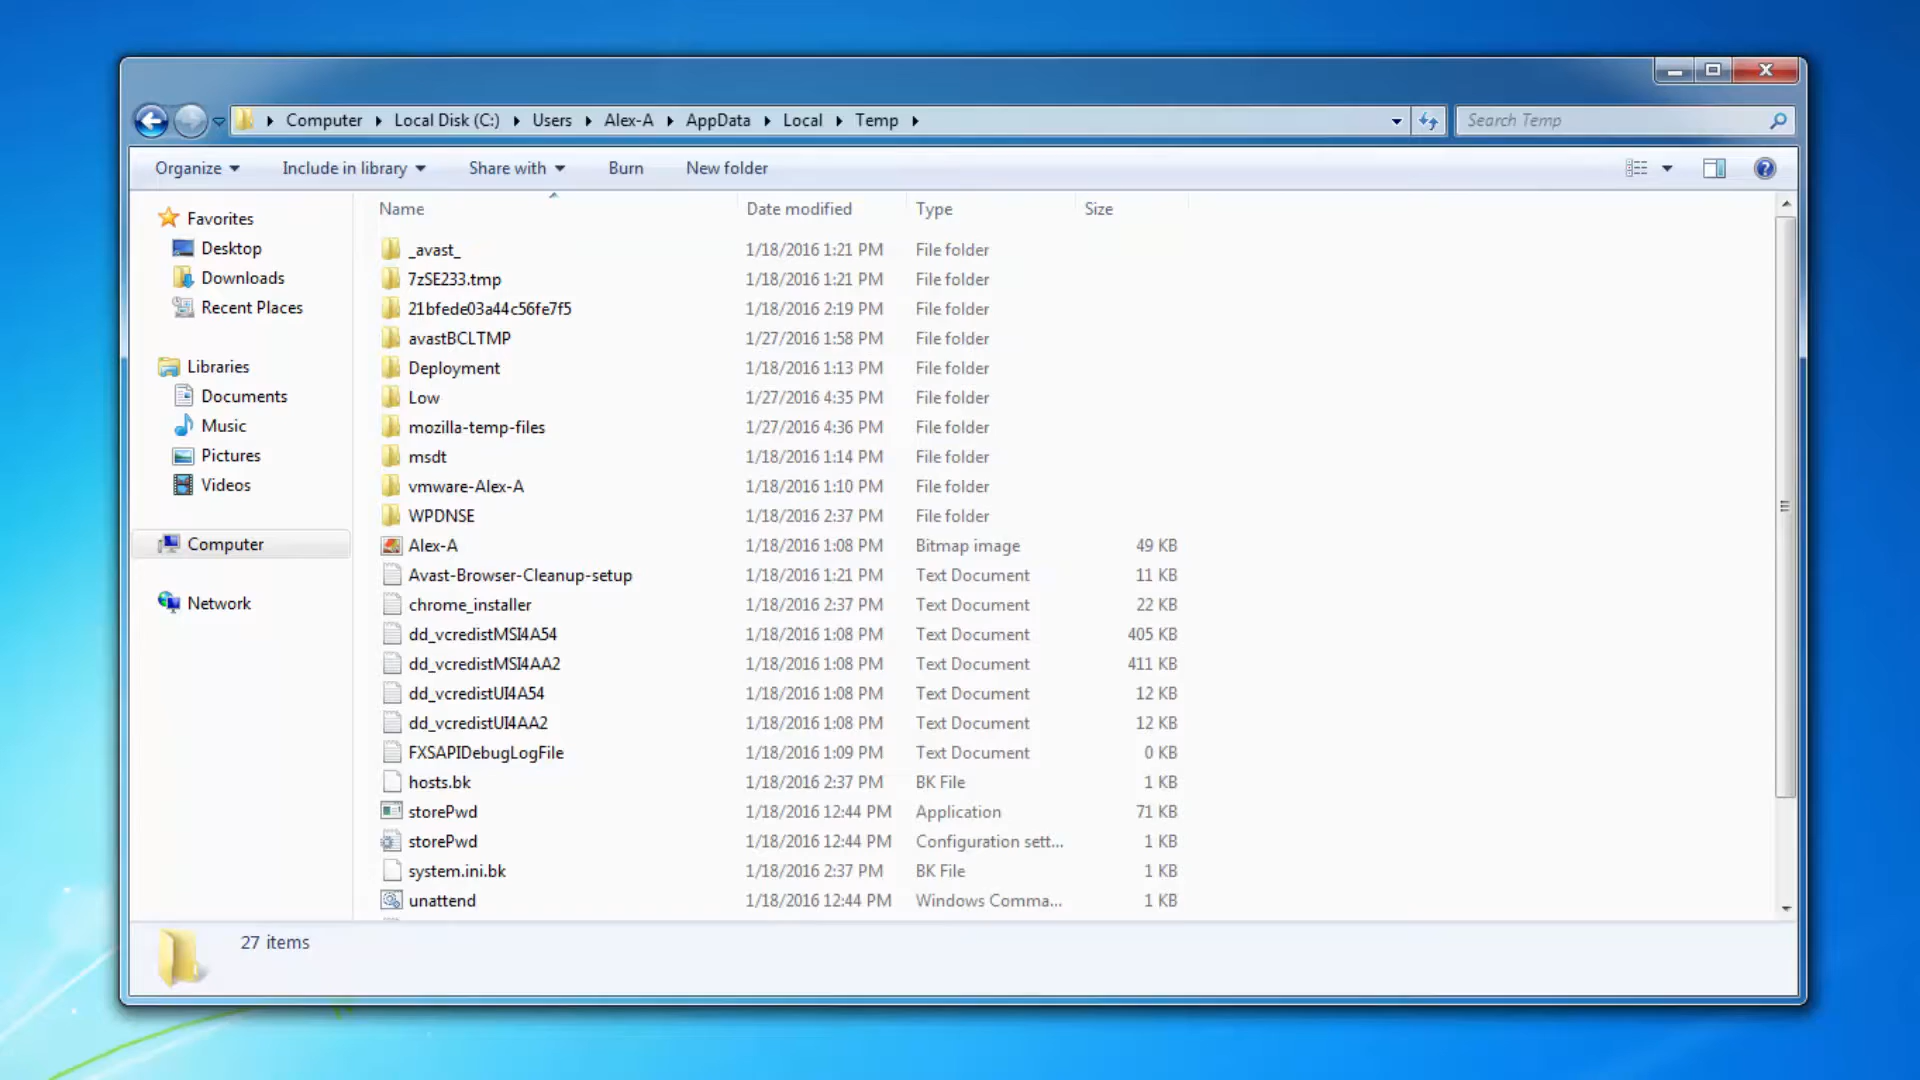 Computer Local Disk (C:) Users Alex-A AppData Local Temp Search Temp
Organize Include in library Share with Burn New folder
Favorites
Desktop
Downloads
Recent Places
Libraries
Documents
Music
Pictures
Videos
Computer
Network
Name Date modified Type Size
_avast_ 1/18/2016 1:21 PM File folder
7zSE233.tmp 1/18/2016 1:21 PM File folder
21bfede03a44c56fe7f5 1/18/2016 2:19 PM File folder
avastBCLTMP 1/27/2016 1:58 PM File folder
Deployment 1/18/2016 1:13 PM File folder
Low 1/27/2016 4:35 PM File folder
mozilla-temp-files 1/27/2016 4:36 PM File folder
msdt 1/18/2016 1:14 PM File folder
vmware-Alex-A 1/18/2016 1:10 PM File folder
WPDNSE 1/18/2016 2:37 PM File folder
Alex-A 1/18/2016 1:08 PM Bitmap image 49 KB
Avast-Browser-Cleanup-setup 1/18/2016 1:21 PM Text Document 11 KB
chrome_installer 1/18/2016 2:37 PM Text Document 22 KB
dd_vcredistMSI4A54 1/18/2016 1:08 PM Text Document 405 KB
dd_vcredistMSI4AA2 1/18/2016 1:08 PM Text Document 411 KB
dd_vcredistUI4A54 1/18/2016 1:08 PM Text Document 12 KB
dd_vcredistUI4AA2 1/18/2016 1:08 PM Text Document 12 KB
FXSAPIDebugLogFile 1/18/2016 1:09 PM Text Document 0 KB
hosts.bk 1/18/2016 2:37 PM BK File 1 KB
storePwd 1/18/2016 12:44 PM Application 71 KB
storePwd 1/18/2016 12:44 PM Configuration sett... 1 KB
system.ini.bk 1/18/2016 2:37 PM BK File 1 KB
unattend 1/18/2016 12:44 PM Windows Comma... 1 KB
27 items